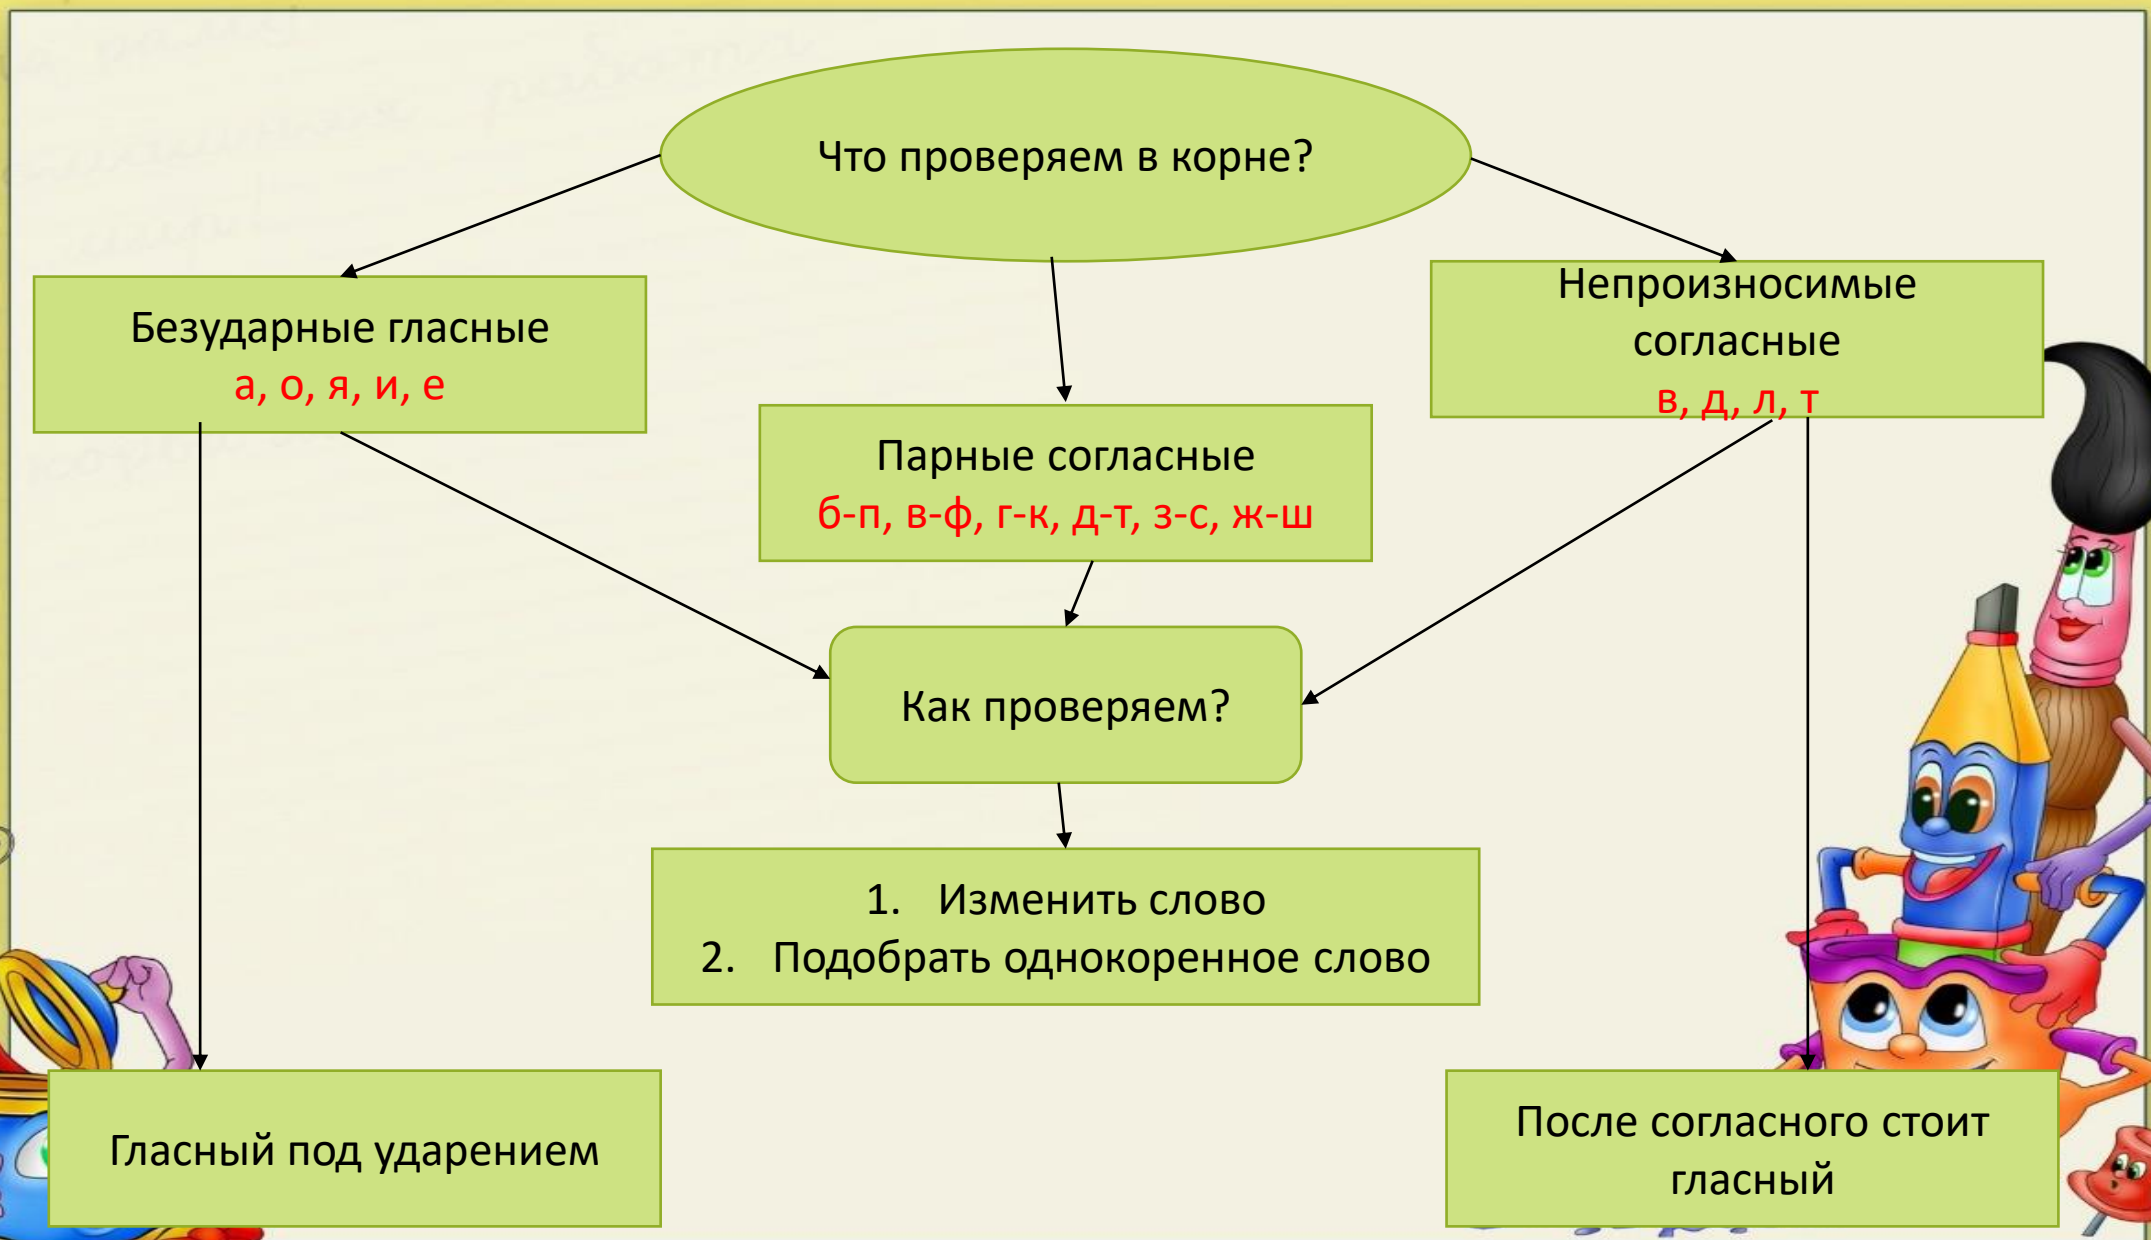 Что проверяем в корне?
Безударные гласные
а, о, я, и, е
Непроизносимые
согласные
в, д, л, т
Парные согласные
б-п, в-ф, г-к, д-т, з-с, ж-ш
Как проверяем?
1. Изменить слово
2. Подобрать однокоренное слово
Гласный под ударением
После согласного стоит
гласный